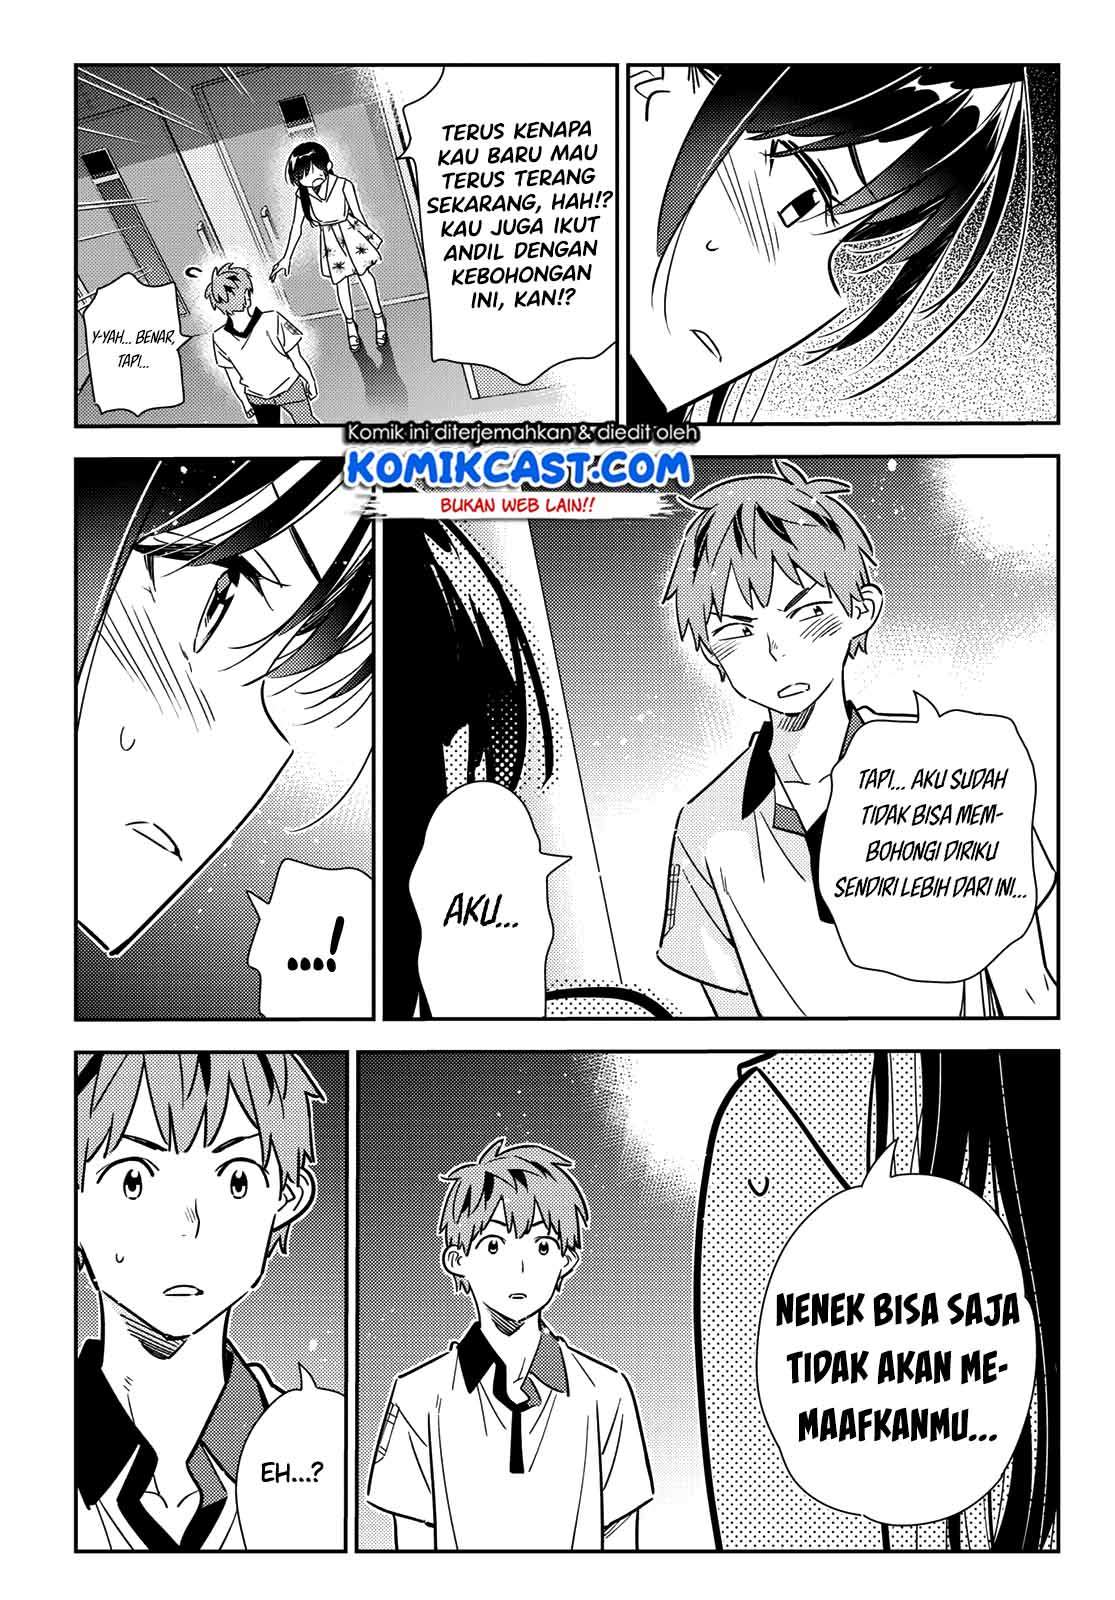 TERUS KENAPA
KAU BARU MAU
TERUS TERANG
SEKARANG, HAH!?
KAU JUGA IKUT
ANDIL DENGAN
KEBOHONGAN
INI, KAN!?
Y-YAH... BENAR,
TAPI...
Komik ini diterjemahkan & diedit oleh
KOMIKCAST.COM
BUKAN WEB LAIN!!
TAPI... AKU SUDAH
TIDAK BISA MEM-
BOHONGI DIRIKU
SENDIRI LEBIH DARI INI...
AKU...
....!
NENEK BISA SAJA
TIDAK AKAN ME-
MAAFKANMU...
EH...?